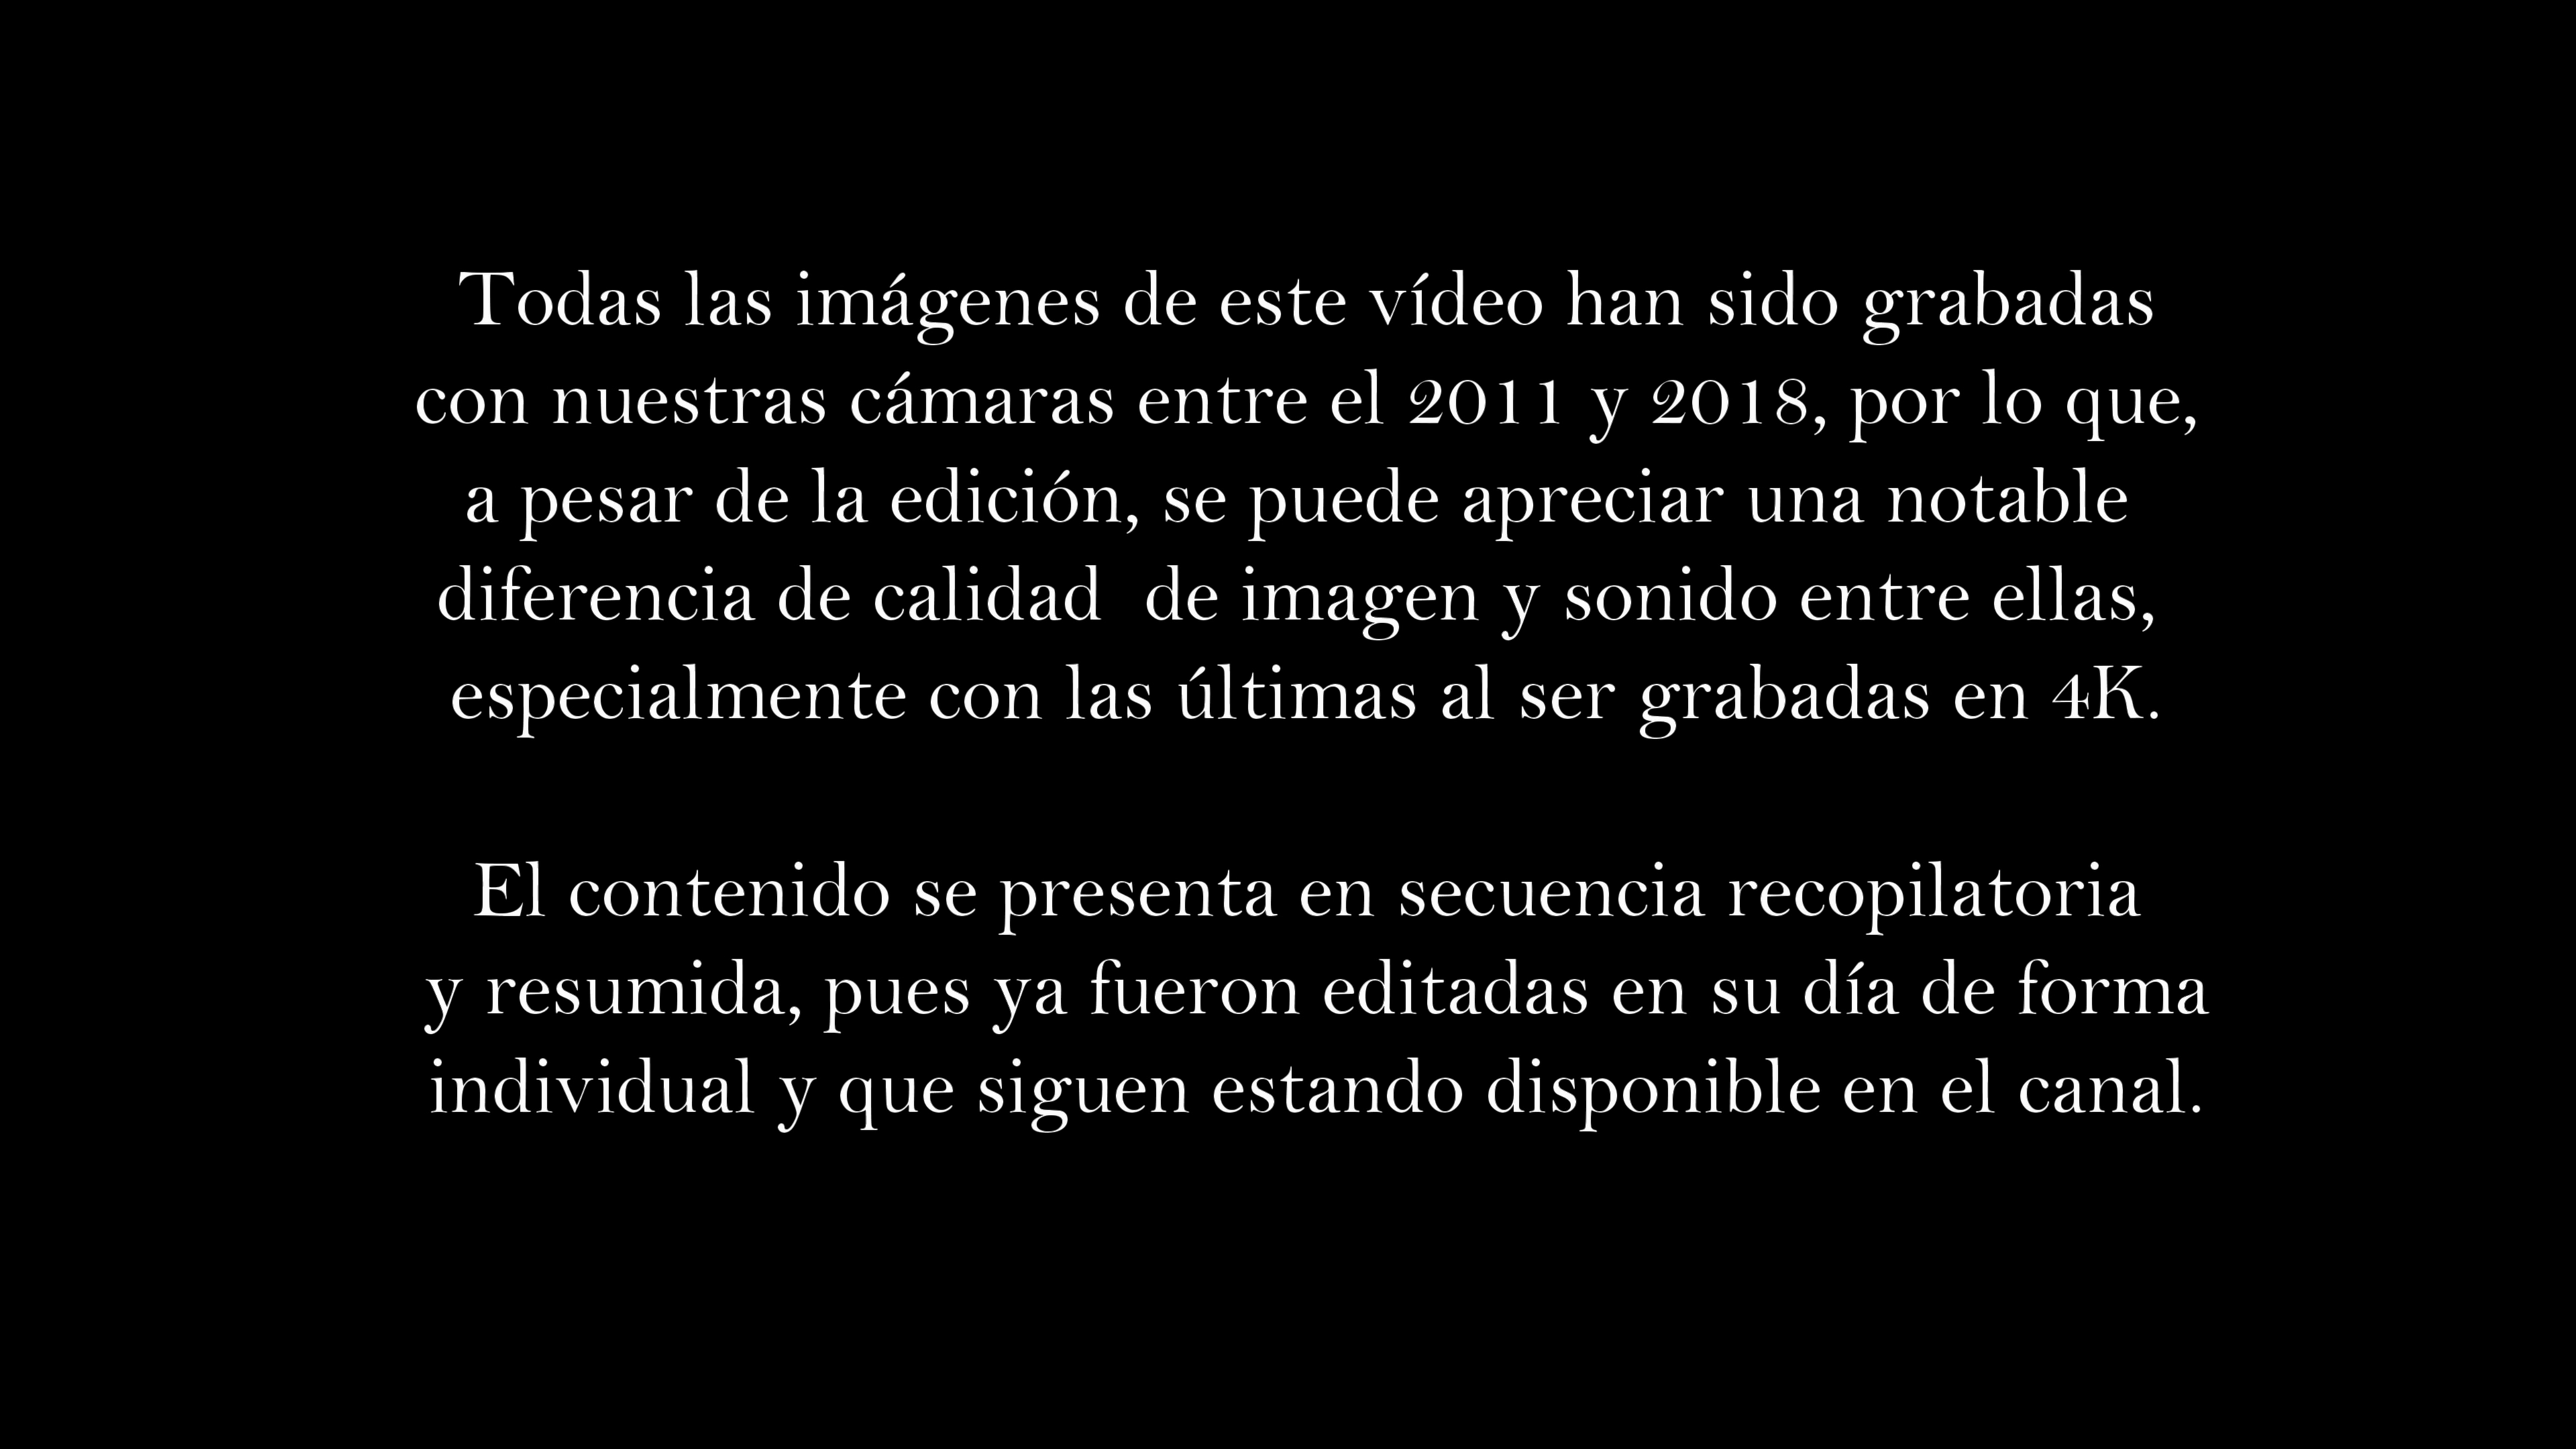 Todas las imágenes de este vídeo han sido grabadas
con nuestras cámaras entre el 2011 y 2018, por lo que,
a pesar de la edición, se puede apreciar una notable
diferencia de calidad  de imagen y sonido entre ellas,
especialmente con las últimas al ser grabadas en 4K.
El contenido se presenta en secuencia recopilatoria
y resumida, pues ya fueron editadas en su día de forma
individual y que siguen estando disponible en el canal.